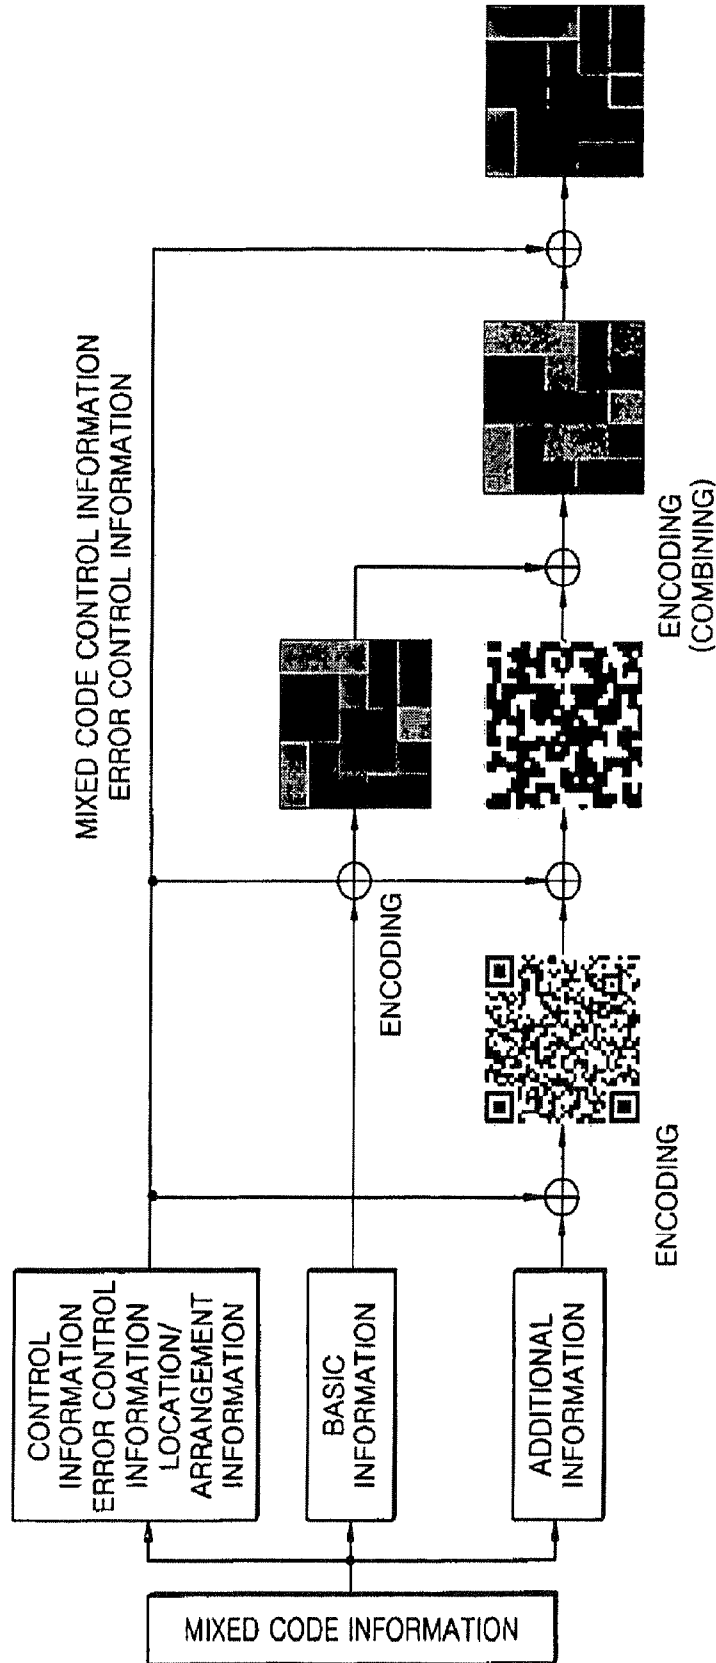 MIXED CODE INFORMATION
CONTROL
INFORMATION
ERROR CONTROL
INFORMATION
LOCATION/
ARRANGEMENT
INFORMATION
BASIC
INFORMATION
ADDITIONAL
INFORMATION
MIXED CODE CONTROL INFORMATION
ERROR CONTROL INFORMATION
ENCODING
ENCODING
ENCODING
(COMBINING)